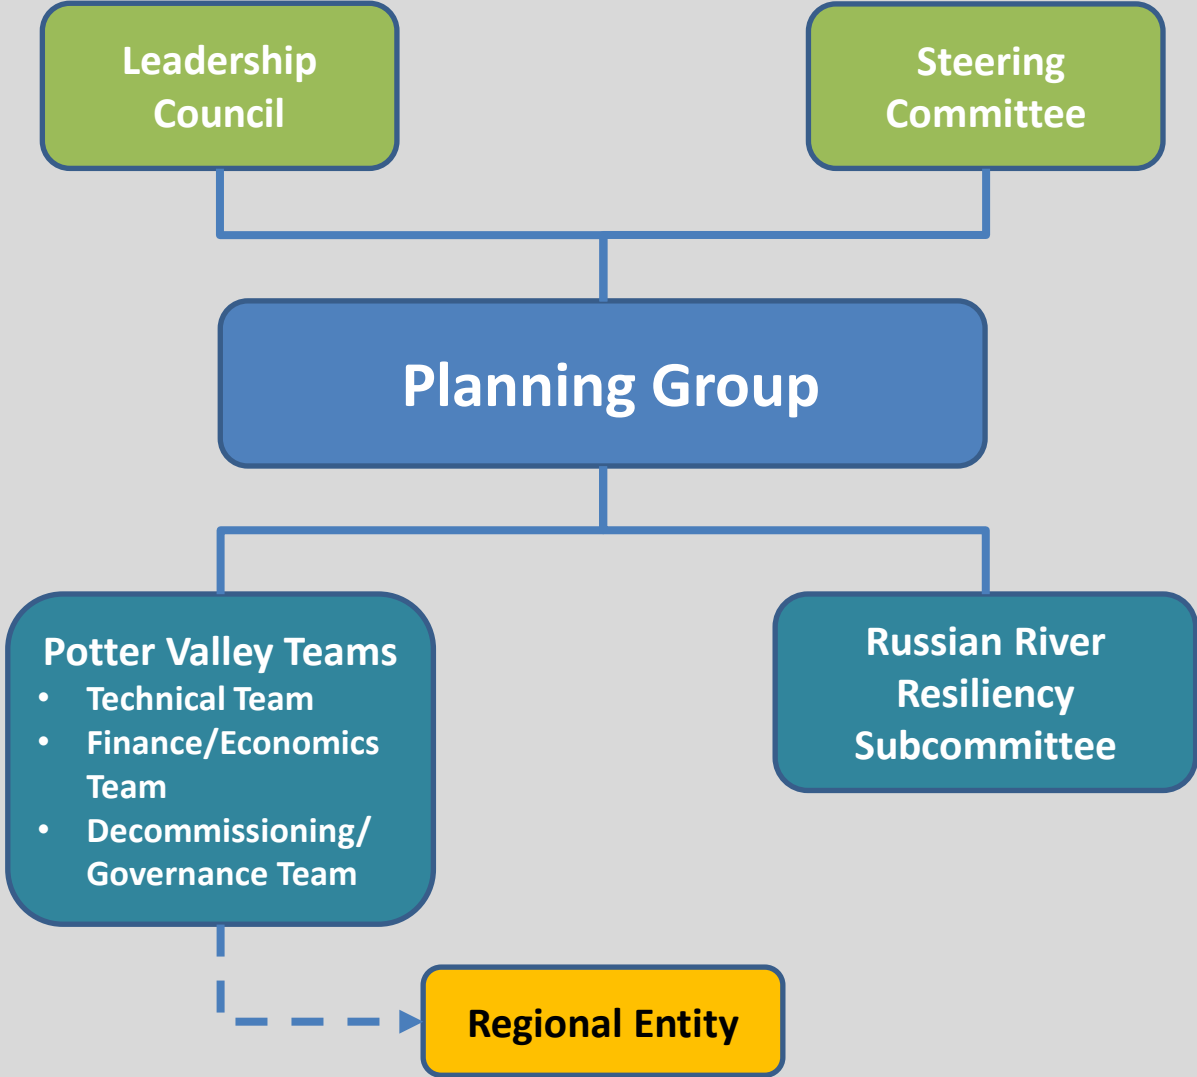 Leadership
Council
Steering
Committee
Planning Group
Potter Valley Teams
• Technical Team
• Finance/Economics
Team
• Decommissioning/
Governance Team
Russian River
Resiliency
Subcommittee
Regional Entity